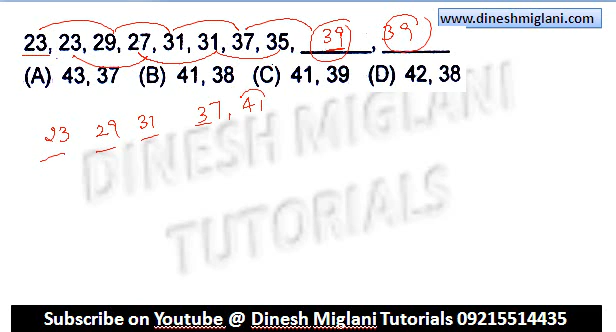 www.dineshmiglani.com
23, 23, 29, 27, 31, 31, 37, 35, 39, 39
(A) 43, 37 (B) 41, 38 (C) 41, 39 (D) 42, 38
23 29 31 37, 41
DINESH MIGLANI
TUTORIALS
Subscribe on Youtube @ Dinesh Miglani Tutorials 09215514435